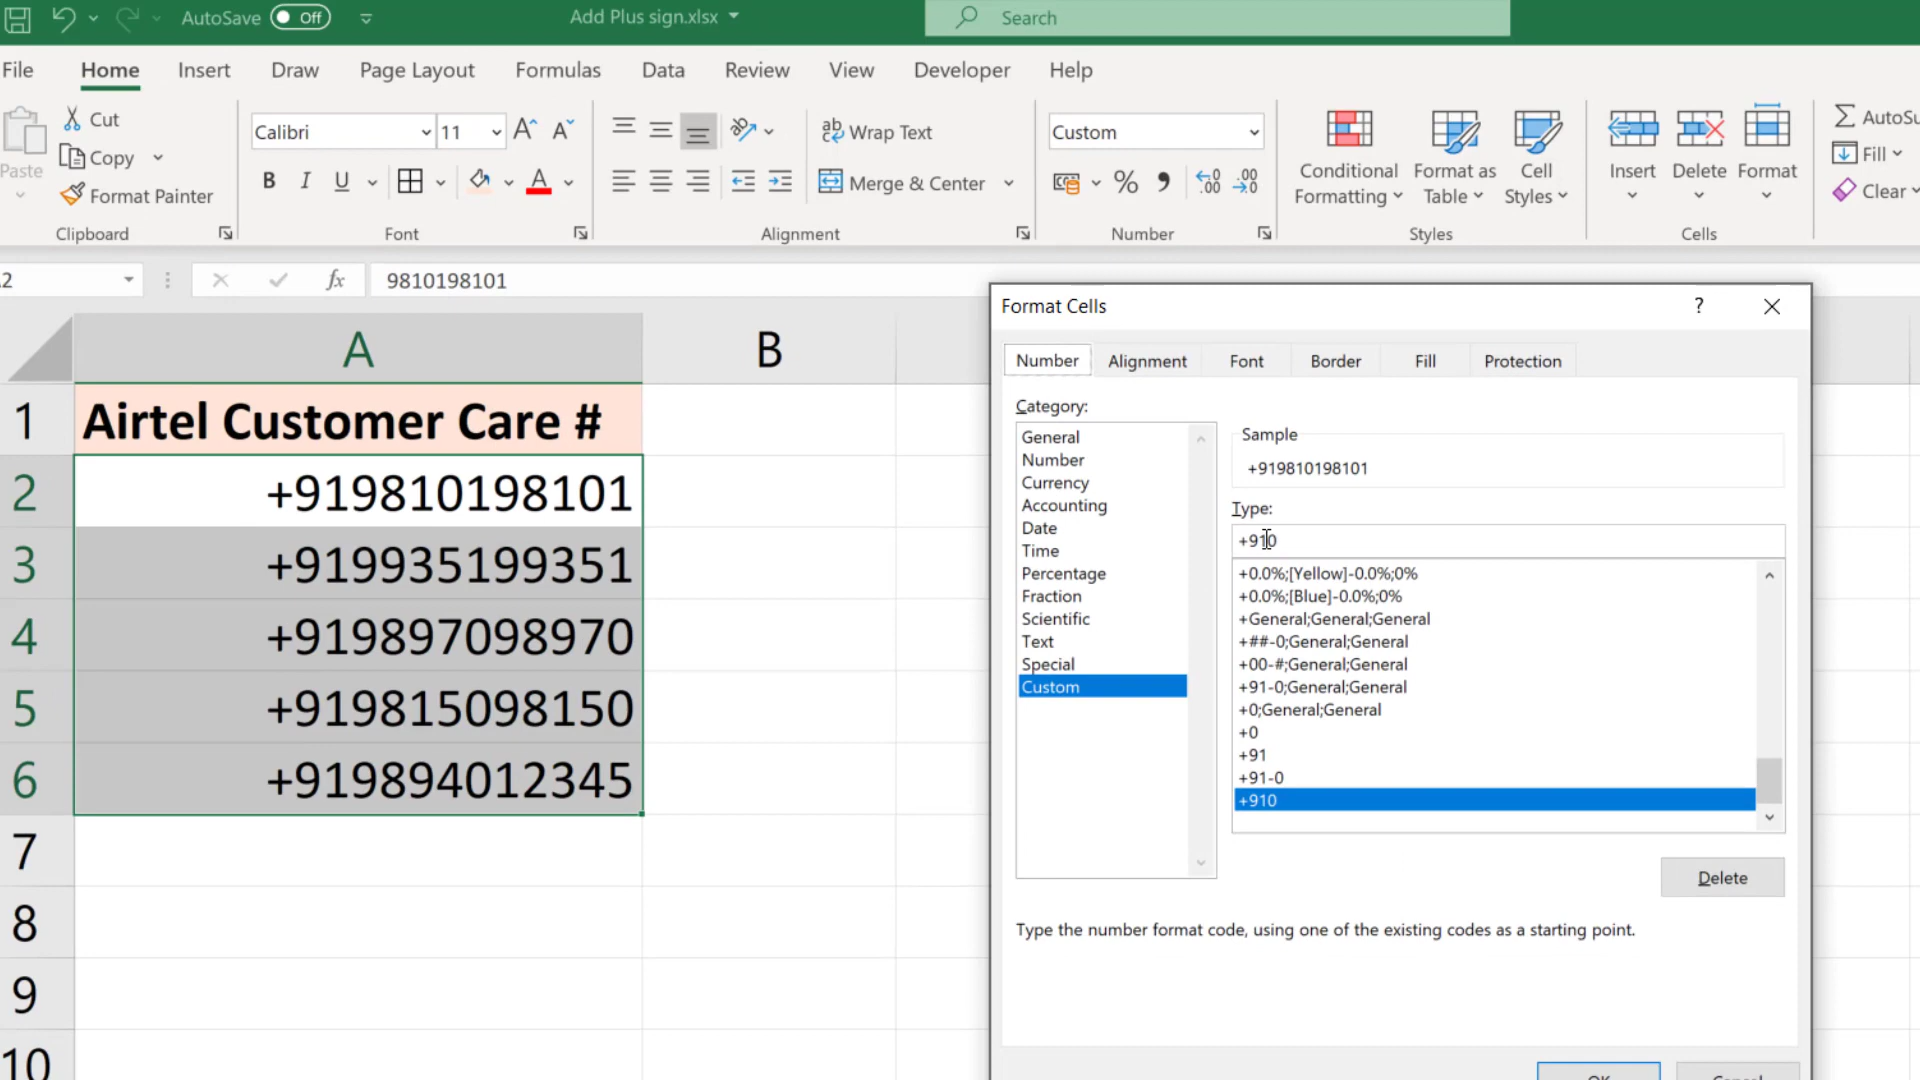 AutoSave Off Add Plus sign.xlsx Search
File Home Insert Draw Page Layout Formulas Data Review View Developer Help
Paste
Cut
Copy
Format Painter
Clipboard
Calibri 11 A A
B I U A
Font
ab Wrap Text
Merge & Center
Alignment
Custom
% , .00 .00
Number
Conditional Formatting
Format as Table
Cell Styles
Styles
Insert Delete Format
Cells
Fill
Clear
fx 9810198101
A B
1 Airtel Customer Care #
2 +919810198101
3 +919935199351
4 +919897098970
5 +919815098150
6 +919894012345
7
8
9
10
Format Cells ?
Number Alignment Font Border Fill Protection
Category:
General
Number
Currency
Accounting
Date
Time
Percentage
Fraction
Scientific
Text
Special
Custom
Sample
+919810198101
Type:
+910
+0.0%;[Yellow]-0.0%;0%
+0.0%;[Blue]-0.0%;0%
+General;General;General
+##-0;General;General
+00-#;General;General
+91-0;General;General
+0;General;General
+0
+91
+91-0
+910
Delete
Type the number format code, using one of the existing codes as a starting point.